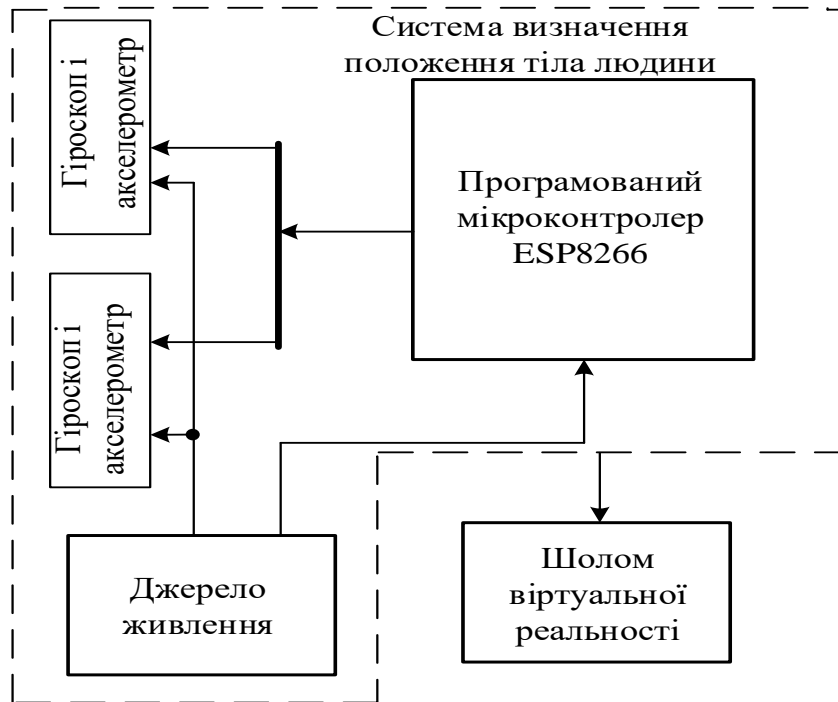 Система визначення
положення тіла людини
Гіроскоп і
акселерометр
Програмований
мікроконтролер
ESP8266
Гіроскоп і
акселерометр
Джерело
живлення
Шолом
віртуальної
реальності